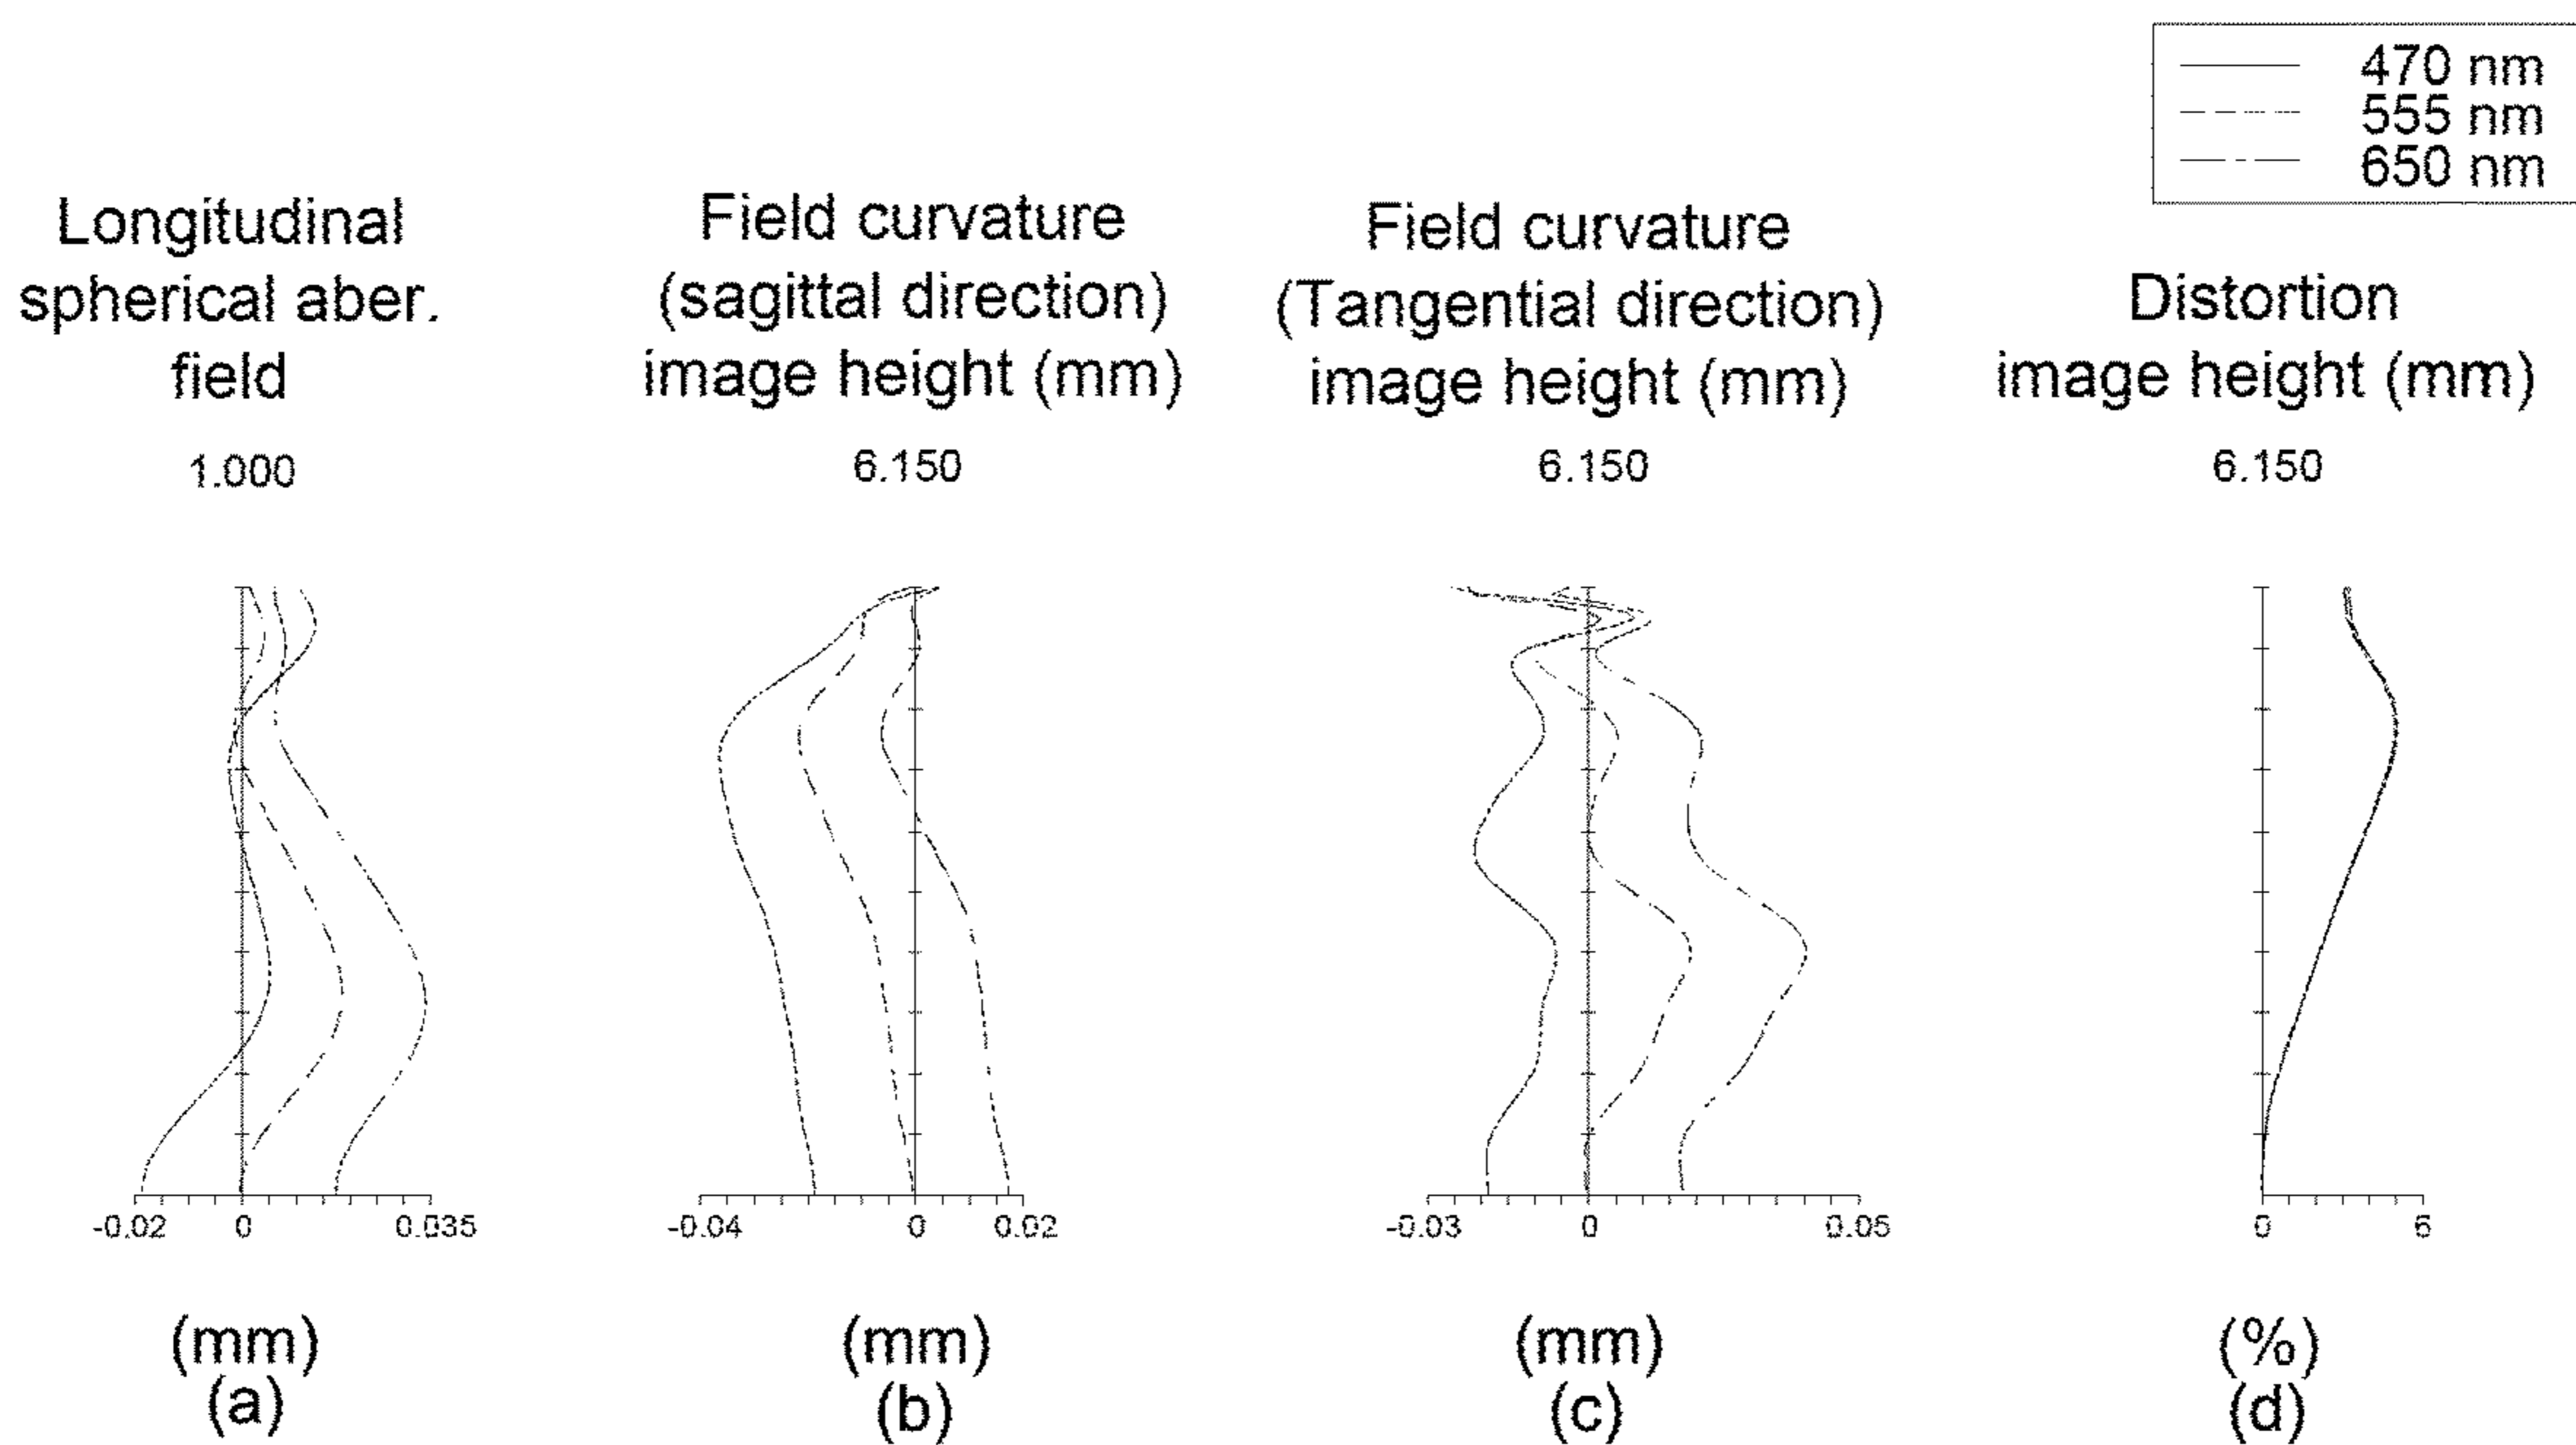 470 nm
555 nm
650 nm
Longitudinal
spherical aber.
field
1.000
Field curvature
(sagittal direction)
image height (mm)
6.150
Field curvature
(Tangential direction)
image height (mm)
6.150
Distortion
image height (mm)
6.150
-0.02 0 0.035
-0.04 0 0.02
-0.03 0 0.05
0 6
(mm)
(a)
(mm)
(b)
(mm)
(c)
(%)
(d)